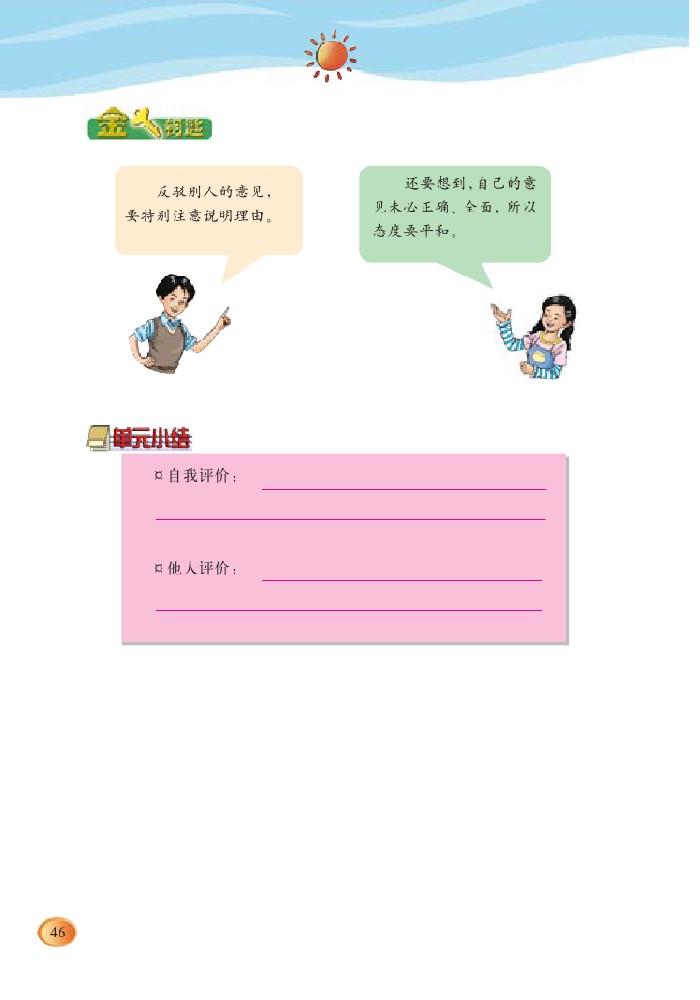 金钥匙
反驳别人的意见，
要特别注意说明理由。
还要想到，自己的意
见未必正确、全面，所以
态度要平和。
单元小结
¤ 自我评价：
¤ 他人评价：
46